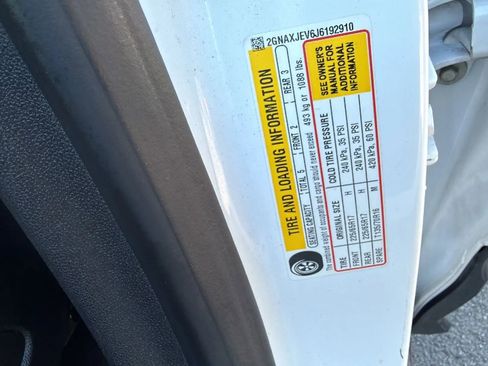 2GNAXJEV6J6192910
TIRE AND LOADING INFORMATION
SEATING CAPACITY TOTAL 5 FRONT 2 REAR 3
The combined weight of occupants and cargo should never exceed 493 kg or 1088 lbs.
TIRE ORIGINAL SIZE COLD TIRE PRESSURE
FRONT 225/65R17 H 240 kPa, 35 PSI
REAR 225/65R17 H 240 kPa, 35 PSI
SPARE T135/70R16 M 420 kPa, 60 PSI
SEE OWNER'S
MANUAL FOR
ADDITIONAL
INFORMATION